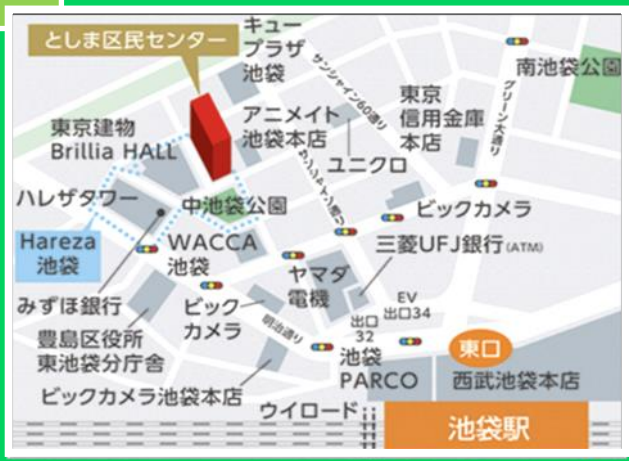 としま区民センター
キュー
プラザ
池袋
サンシャイン60通り
グリーン大通り
南池袋公園
東京建物
Brillia HALL
アニメイト
池袋本店
東京
信用金庫
本店
ユニクロ
サンシャイン通り
ハレザタワー
中池袋公園
ビックカメラ
Hareza
池袋
WACCA
池袋
三菱UFJ銀行(ATM)
ヤマダ
電機
みずほ銀行
ビック
カメラ
明治通り
EV
出口34
出口
32
豊島区役所
東池袋分庁舎
池袋
PARCO
東口
西武池袋本店
ビックカメラ池袋本店
ウイロード
池袋駅